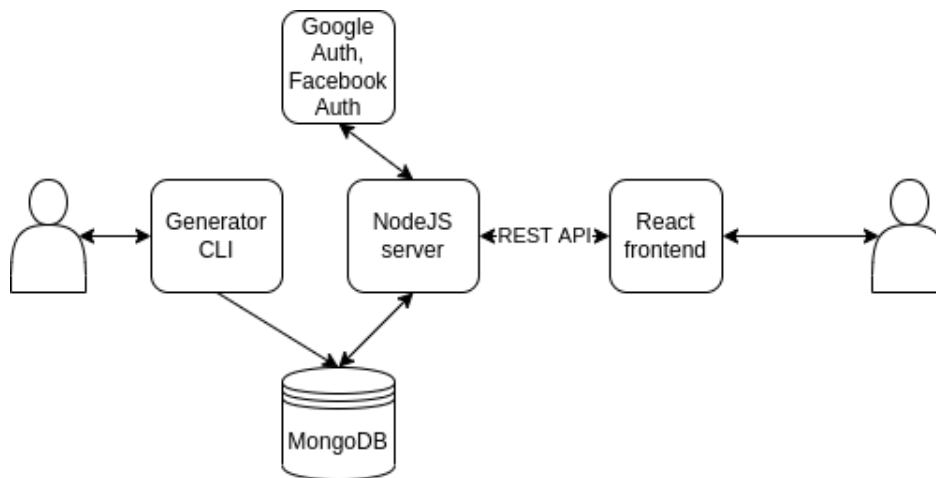 Google
Auth,
Facebook
Auth
Generator
CLI
NodeJS
server
REST API
React
frontend
MongoDB